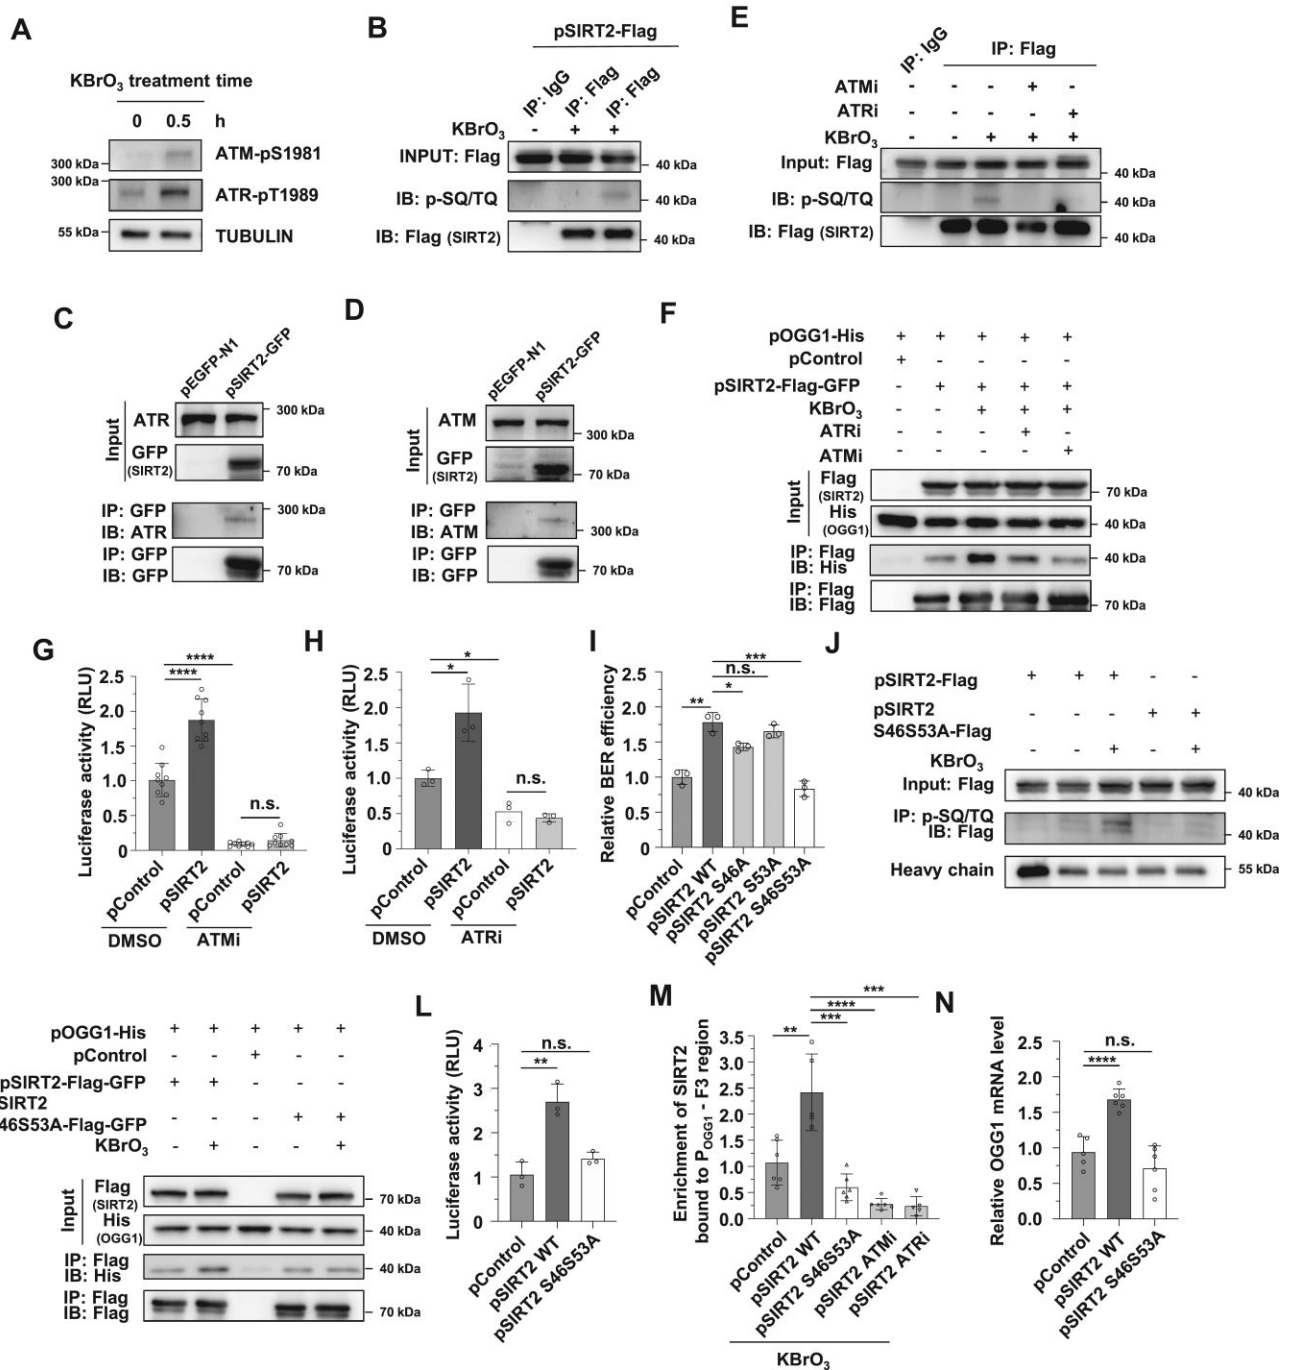 A
KBrO3 treatment time
0 0.5 h
300 kDa ATM-pS1981
300 kDa ATR-pT1989
55 kDa TUBULIN
B
pSIRT2-Flag
IP: IgG IP: Flag IP: Flag
KBrO3 - + +
INPUT: Flag 40 kDa
IB: p-SQ/TQ 40 kDa
IB: Flag (SIRT2) 40 kDa
E
IP: IgG IP: Flag
ATMi - - - + -
ATRi - - - - +
KBrO3 - - + + +
Input: Flag 40 kDa
IB: p-SQ/TQ 40 kDa
IB: Flag (SIRT2) 40 kDa
C
pEGFP-N1 pSIRT2-GFP
Input
ATR 300 kDa
GFP
(SIRT2) 70 kDa
IP: GFP 300 kDa
IB: ATR
IP: GFP
IB: GFP 70 kDa
D
pEGFP-N1 pSIRT2-GFP
Input
ATM 300 kDa
GFP
(SIRT2) 70 kDa
IP: GFP
IB: ATM 300 kDa
IP: GFP
IB: GFP 70 kDa
F
pOGG1-His + + + + +
pControl + - - - -
pSIRT2-Flag-GFP - + + + +
KBrO3 - - + + +
ATRi - - - + -
ATMi - - - - +
Input
Flag
(SIRT2) 70 kDa
His
(OGG1) 40 kDa
IP: Flag
IB: His 40 kDa
IP: Flag
IB: Flag 70 kDa
G
Luciferase activity (RLU)
2.5
2.0
1.5
1.0
0.5
0
****
****
n.s.
pControl pSIRT2 pControl pSIRT2
DMSO ATMi
H
Luciferase activity (RLU)
2.5
2.0
1.5
1.0
0.5
0
*
*
n.s.
pControl pSIRT2 pControl pSIRT2
DMSO ATRi
I
Relative BER efficiency
2.5
2.0
1.5
1.0
0.5
0
***
n.s.
*
**
pControl pSIRT2 WT pSIRT2 S46A pSIRT2 S53A pSIRT2 S46S53A
J
pSIRT2-Flag + + + - -
pSIRT2
S46S53A-Flag - - - + +
KBrO3 - - + - +
Input: Flag 40 kDa
IP: p-SQ/TQ
IB: Flag 40 kDa
Heavy chain 55 kDa
pOGG1-His + + + + +
pControl - - + - -
pSIRT2-Flag-GFP + + - - -
SIRT2
46S53A-Flag-GFP - - - + +
KBrO3 - + - - +
Input
Flag
(SIRT2) 70 kDa
His
(OGG1) 40 kDa
IP: Flag
IB: His 40 kDa
IP: Flag
IB: Flag 70 kDa
L
Luciferase activity (RLU)
4
3
2
1
0
n.s.
**
pControl pSIRT2 WT pSIRT2 S46S53A
M
Enrichment of SIRT2
bound to POGG1 - F3 region
3.5
3.0
2.5
2.0
1.5
1.0
0.5
0.0
***
****
***
**
pControl pSIRT2 WT pSIRT2 S46S53A pSIRT2 ATMi pSIRT2 ATRi
KBrO3
N
Relative OGG1 mRNA level
2.5
2.0
1.5
1.0
0.5
0.0
n.s.
****
pControl pSIRT2 WT pSIRT2 S46S53A